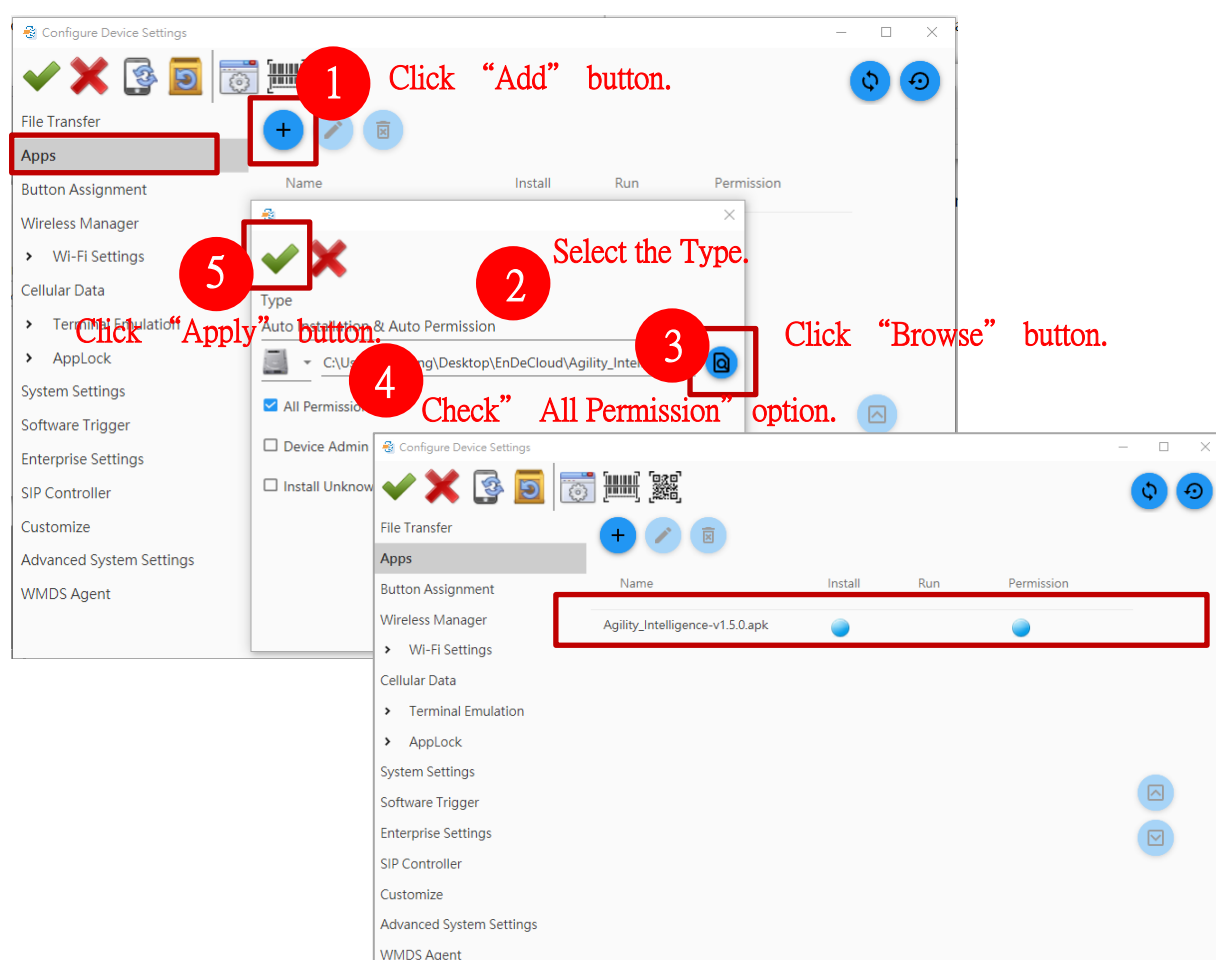 Configure Device Settings
1 Click “Add” button.
File Transfer
Apps
Button Assignment
Wireless Manager
Wi-Fi Settings
Cellular Data
Terminal Emulation
AppLock
System Settings
Software Trigger
Enterprise Settings
SIP Controller
Customize
Advanced System Settings
WMDS Agent
Name Install Run Permission
2 Select the Type.
5 Click “Apply” button.
Type
Auto Installation & Auto Permission
3 Click “Browse” button.
\Desktop\EnDeCloud\
4 Check” All Permission” option.
All Permission
Device Admin
Install
Configure Device Settings
File Transfer
Apps
Button Assignment
Wireless Manager
Wi-Fi Settings
Cellular Data
Terminal Emulation
AppLock
System Settings
Software Trigger
Enterprise Settings
SIP Controller
Customize
Advanced System Settings
WMDS Agent
Name Install Run Permission
Agility_Intelligence-v1.5.0.apk